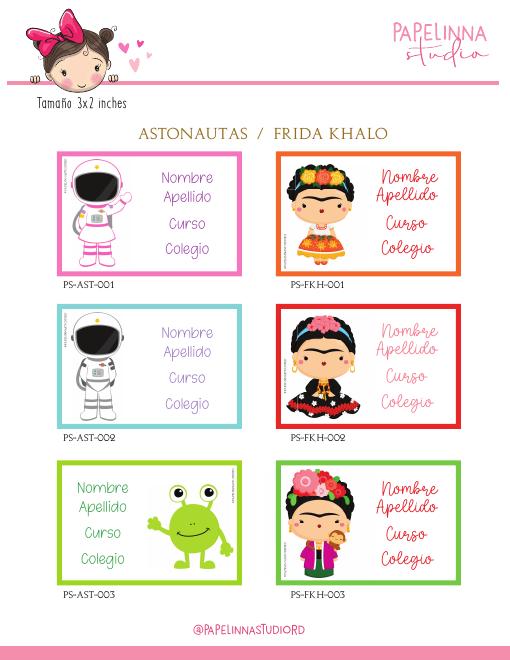 PAPELINNA
studio
Tamaño 3x2 inches
ASTONAUTAS / FRIDA KHALO
Nombre
Apellido
Curso
Colegio
PS-AST-001
Nombre
Apellido
Curso
Colegio
PS-FKH-001
Nombre
Apellido
Curso
Colegio
PS-AST-002
Nombre
Apellido
Curso
Colegio
PS-FKH-002
Nombre
Apellido
Curso
Colegio
PS-AST-003
Nombre
Apellido
Curso
Colegio
PS-FKH-003
@PAPELINNASTUDIORD